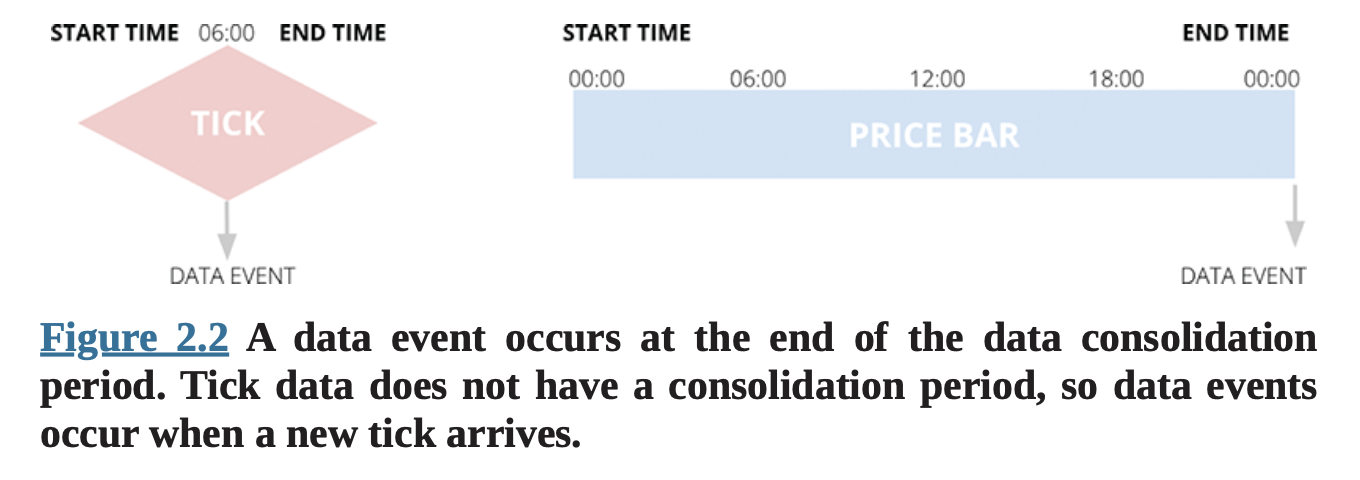 START TIME 06:00 END TIME
TICK
DATA EVENT
START TIME END TIME
00:00 06:00 12:00 18:00 00:00
PRICE BAR
DATA EVENT
Figure 2.2 A data event occurs at the end of the data consolidation
period. Tick data does not have a consolidation period, so data events
occur when a new tick arrives.